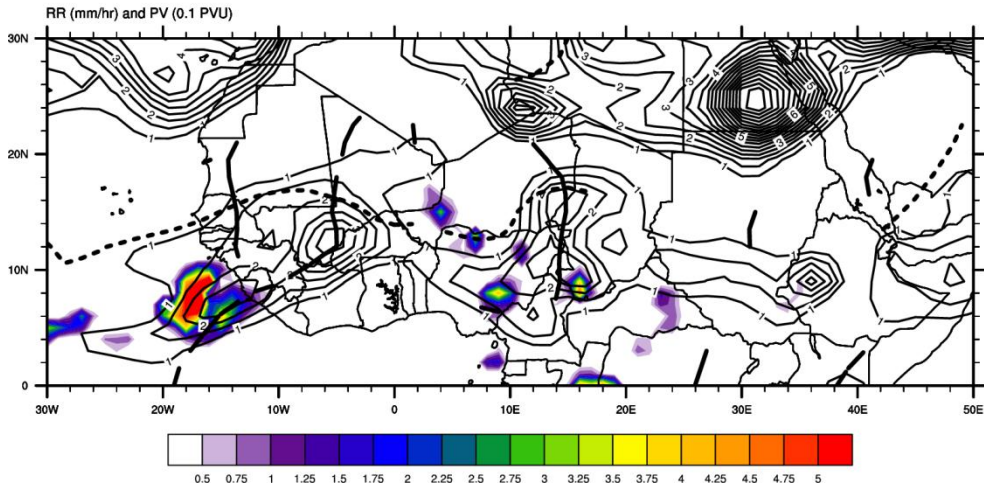 RR (mm/hr) and PV (0.1 PVU)
30N
20N
10N
0
30W 20W 10W 0 10E 20E 30E 40E 50E
0.5 0.75 1 1.25 1.5 1.75 2 2.25 2.5 2.75 3 3.25 3.5 3.75 4 4.25 4.5 4.75 5